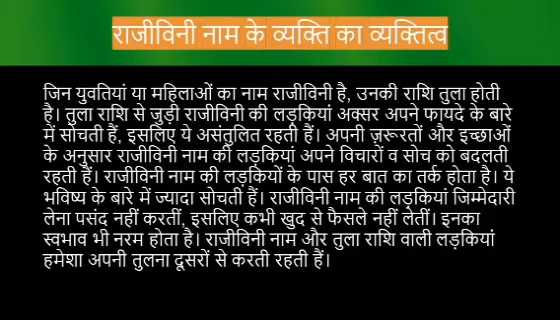 राजीविनी नाम के व्यक्ति का व्यक्तित्व
जिन युवतियां या महिलाओं का नाम राजीविनी है, उनकी राशि तुला होती
है। तुला राशि से जुड़ी राजीविनी की लड़कियां अक्सर अपने फायदे के बारे
में सोचती हैं, इसलिए ये असंतुलित रहती हैं। अपनी ज़रूरतों और इच्छाओं
के अनुसार राजीविनी नाम की लड़कियां अपने विचारों व सोच को बदलती
रहती हैं। राजीविनी नाम की लड़कियों के पास हर बात का तर्क होता है। ये
भविष्य के बारे में ज्यादा सोचती हैं। राजीविनी नाम की लड़कियां जिम्मेदारी
लेना पसंद नहीं करतीं, इसलिए कभी खुद से फैसले नहीं लेतीं। इनका
स्वभाव भी नरम होता है। राजीविनी नाम और तुला राशि वाली लड़कियां
हमेशा अपनी तुलना दूसरों से करती रहती हैं।